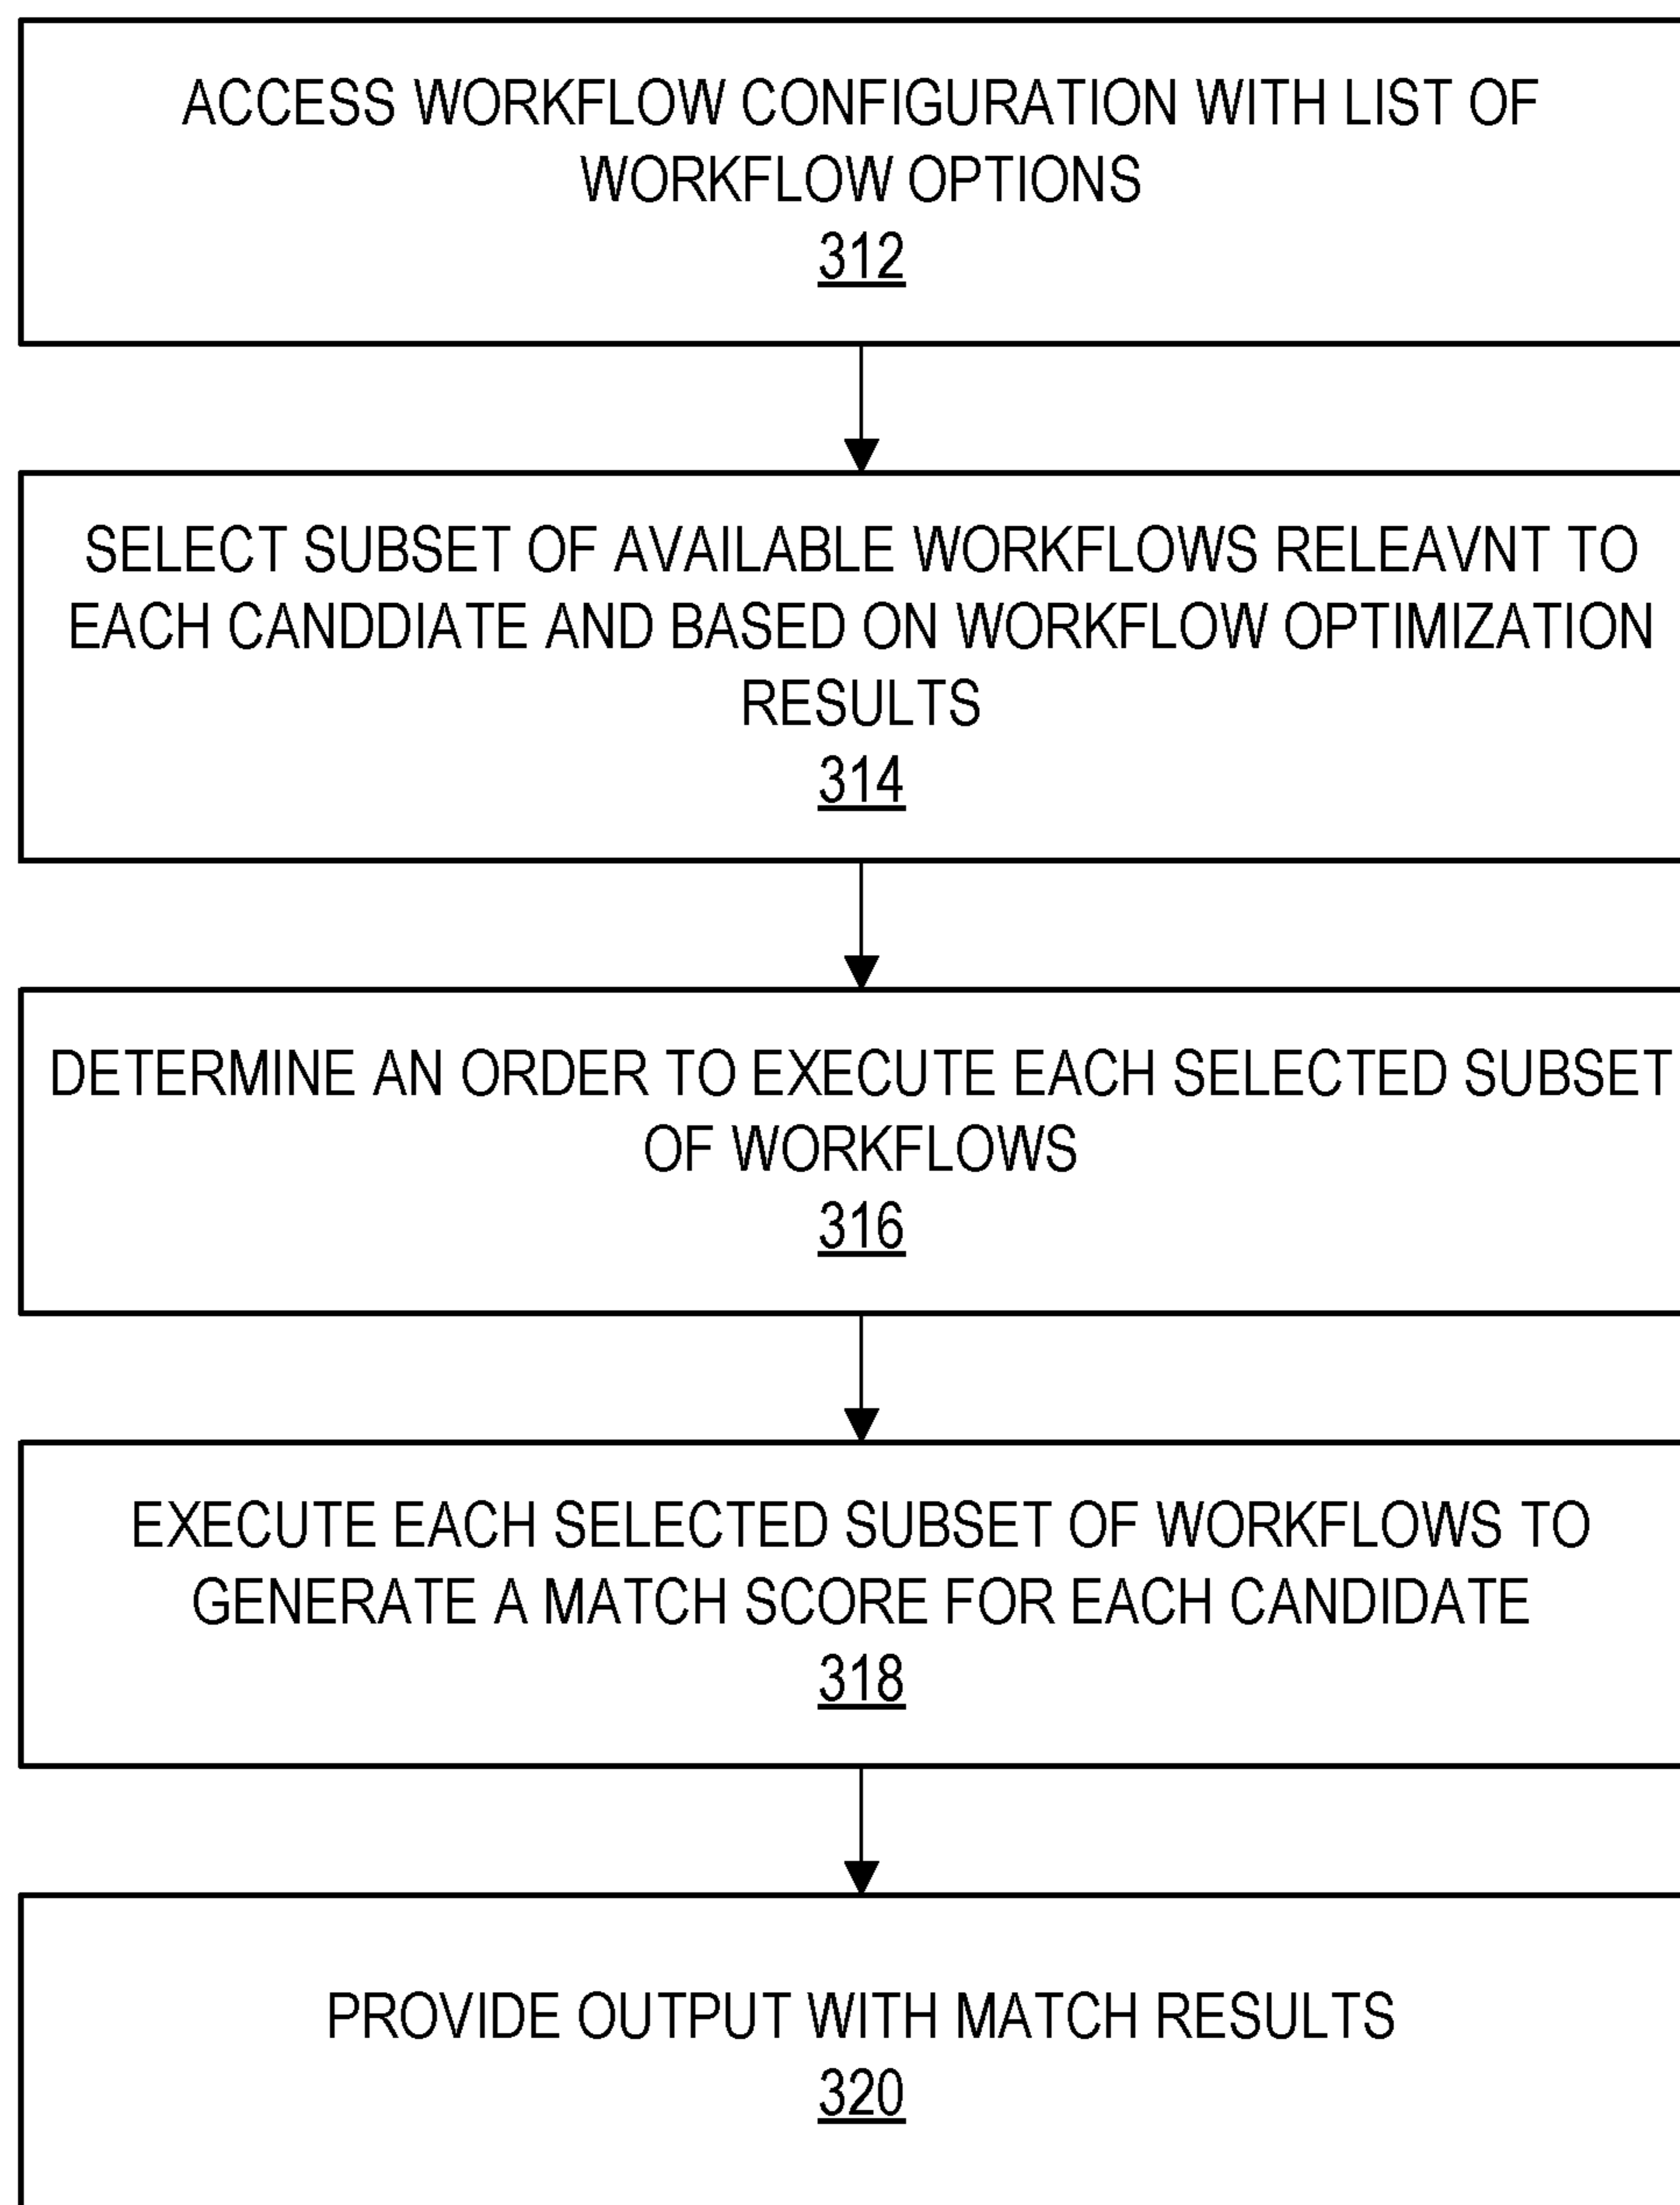 ACCESS WORKFLOW CONFIGURATION WITH LIST OF
WORKFLOW OPTIONS
312
SELECT SUBSET OF AVAILABLE WORKFLOWS RELEAVNT TO
EACH CANDDIATE AND BASED ON WORKFLOW OPTIMIZATION
RESULTS
314
DETERMINE AN ORDER TO EXECUTE EACH SELECTED SUBSET
OF WORKFLOWS
316
EXECUTE EACH SELECTED SUBSET OF WORKFLOWS TO
GENERATE A MATCH SCORE FOR EACH CANDIDATE
318
PROVIDE OUTPUT WITH MATCH RESULTS
320